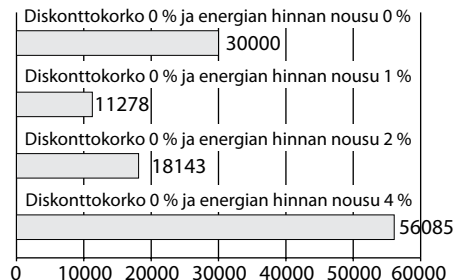 Diskonttokorko 0 % ja energian hinnan nousu 0 %
30000
Diskonttokorko 0 % ja energian hinnan nousu 1 %
11278
Diskonttokorko 0 % ja energian hinnan nousu 2 %
18143
Diskonttokorko 0 % ja energian hinnan nousu 4 %
56085
0 10000 20000 30000 40000 50000 60000